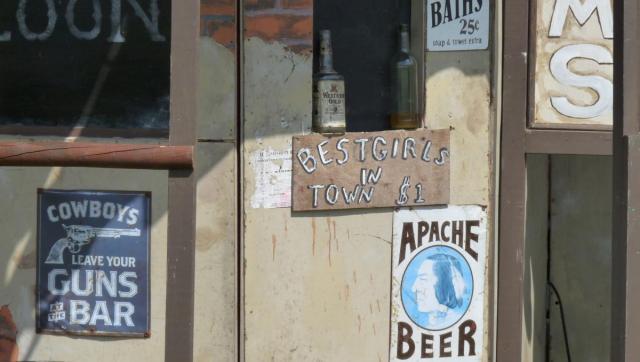 LOON
BATHS
25¢
soap & towel extra
MS
BESTGIRLS
IN
TOWN $1
COWBOYS
LEAVE YOUR
GUNS
AT THE
BAR
APACHE
BEER